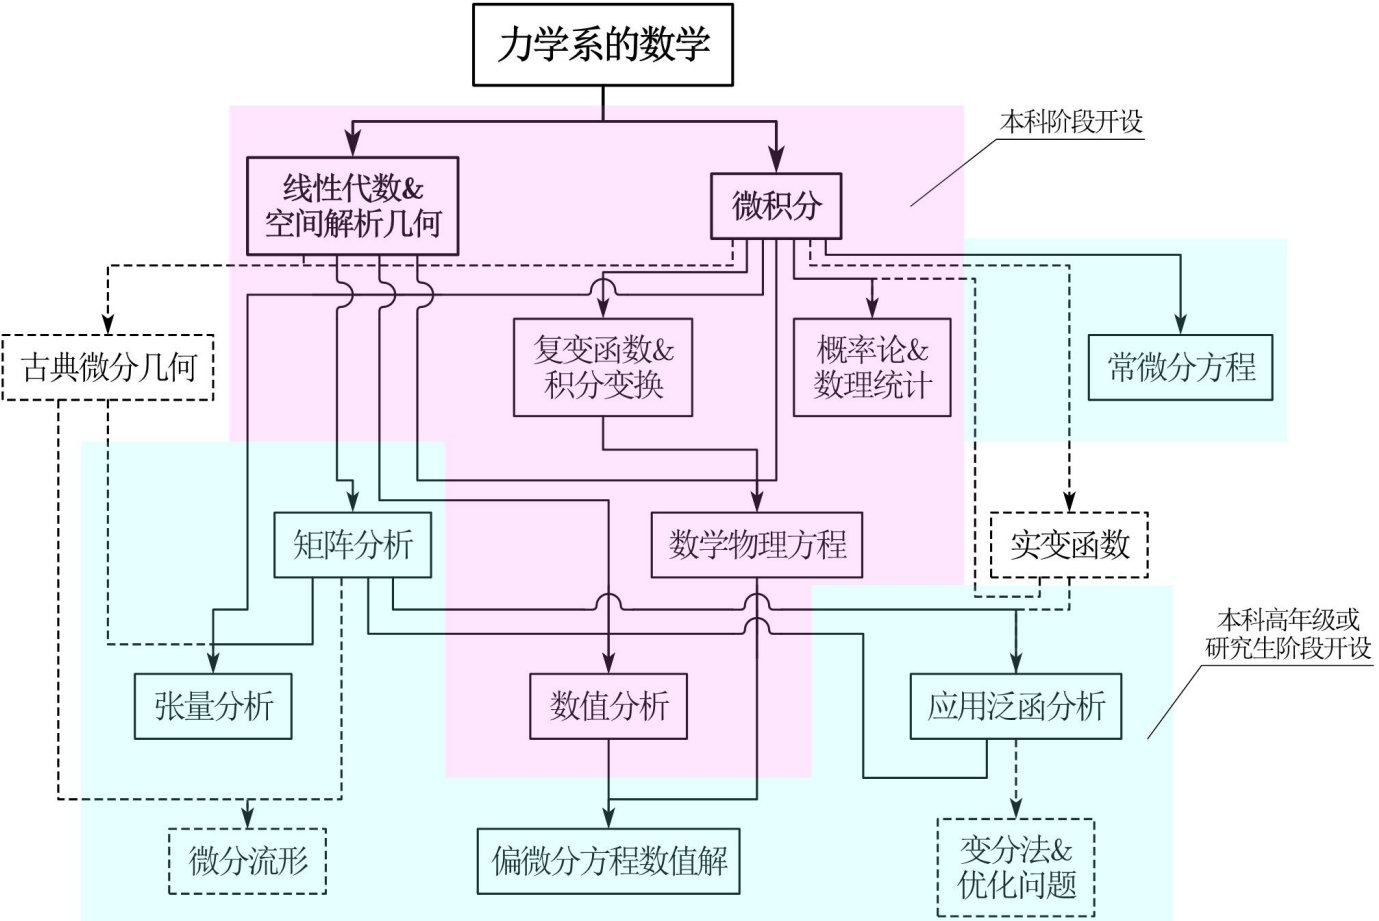 力学系的数学
本科阶段开设
线性代数&
空间解析几何
微积分
古典微分几何
复变函数&
积分变换
概率论&
数理统计
常微分方程
矩阵分析
数学物理方程
实变函数
本科高年级或
研究生阶段开设
张量分析
数值分析
应用泛函分析
微分流形
偏微分方程数值解
变分法&
优化问题